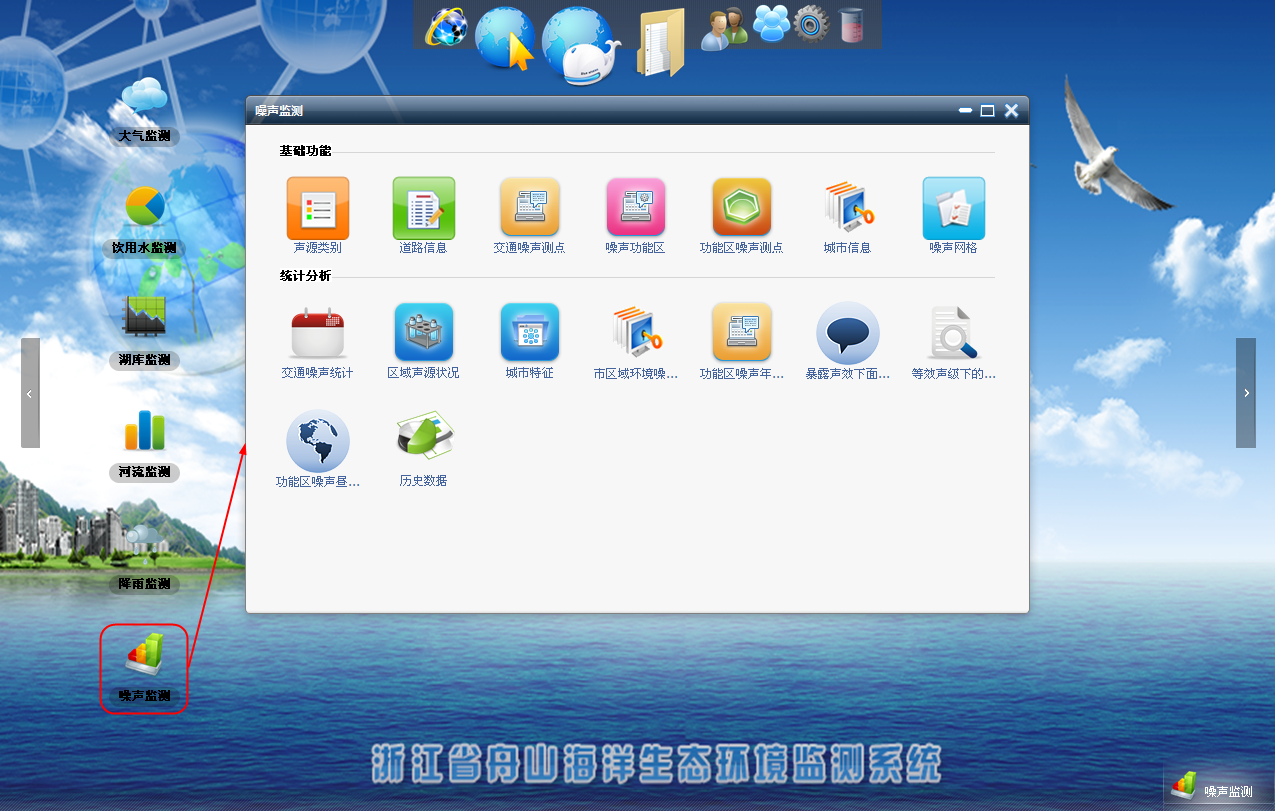 噪声监测
基础功能
声源类别
道路信息
交通噪声测点
噪声功能区
功能区噪声测点
城市信息
噪声网格
统计分析
交通噪声统计
区域声源状况
城市特征
市区域环境噪...
功能区噪声年...
暴露声效下面...
等效声级下的...
功能区噪声昼...
历史数据
大气监测
饮用水监测
湖库监测
河流监测
降雨监测
噪声监测
浙江省舟山海洋生态环境监测系统
噪声监测